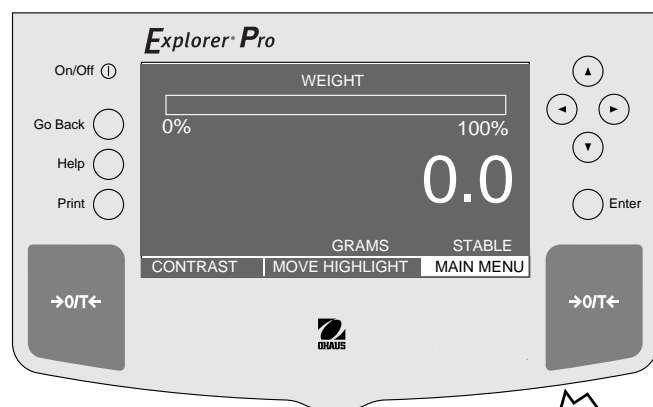 Explorer® Pro
On/Off
Go Back
Help
Print
WEIGHT
0% 100%
0.0
GRAMS STABLE
CONTRAST MOVE HIGHLIGHT MAIN MENU
Enter
→0/T←
→0/T←
OHAUS